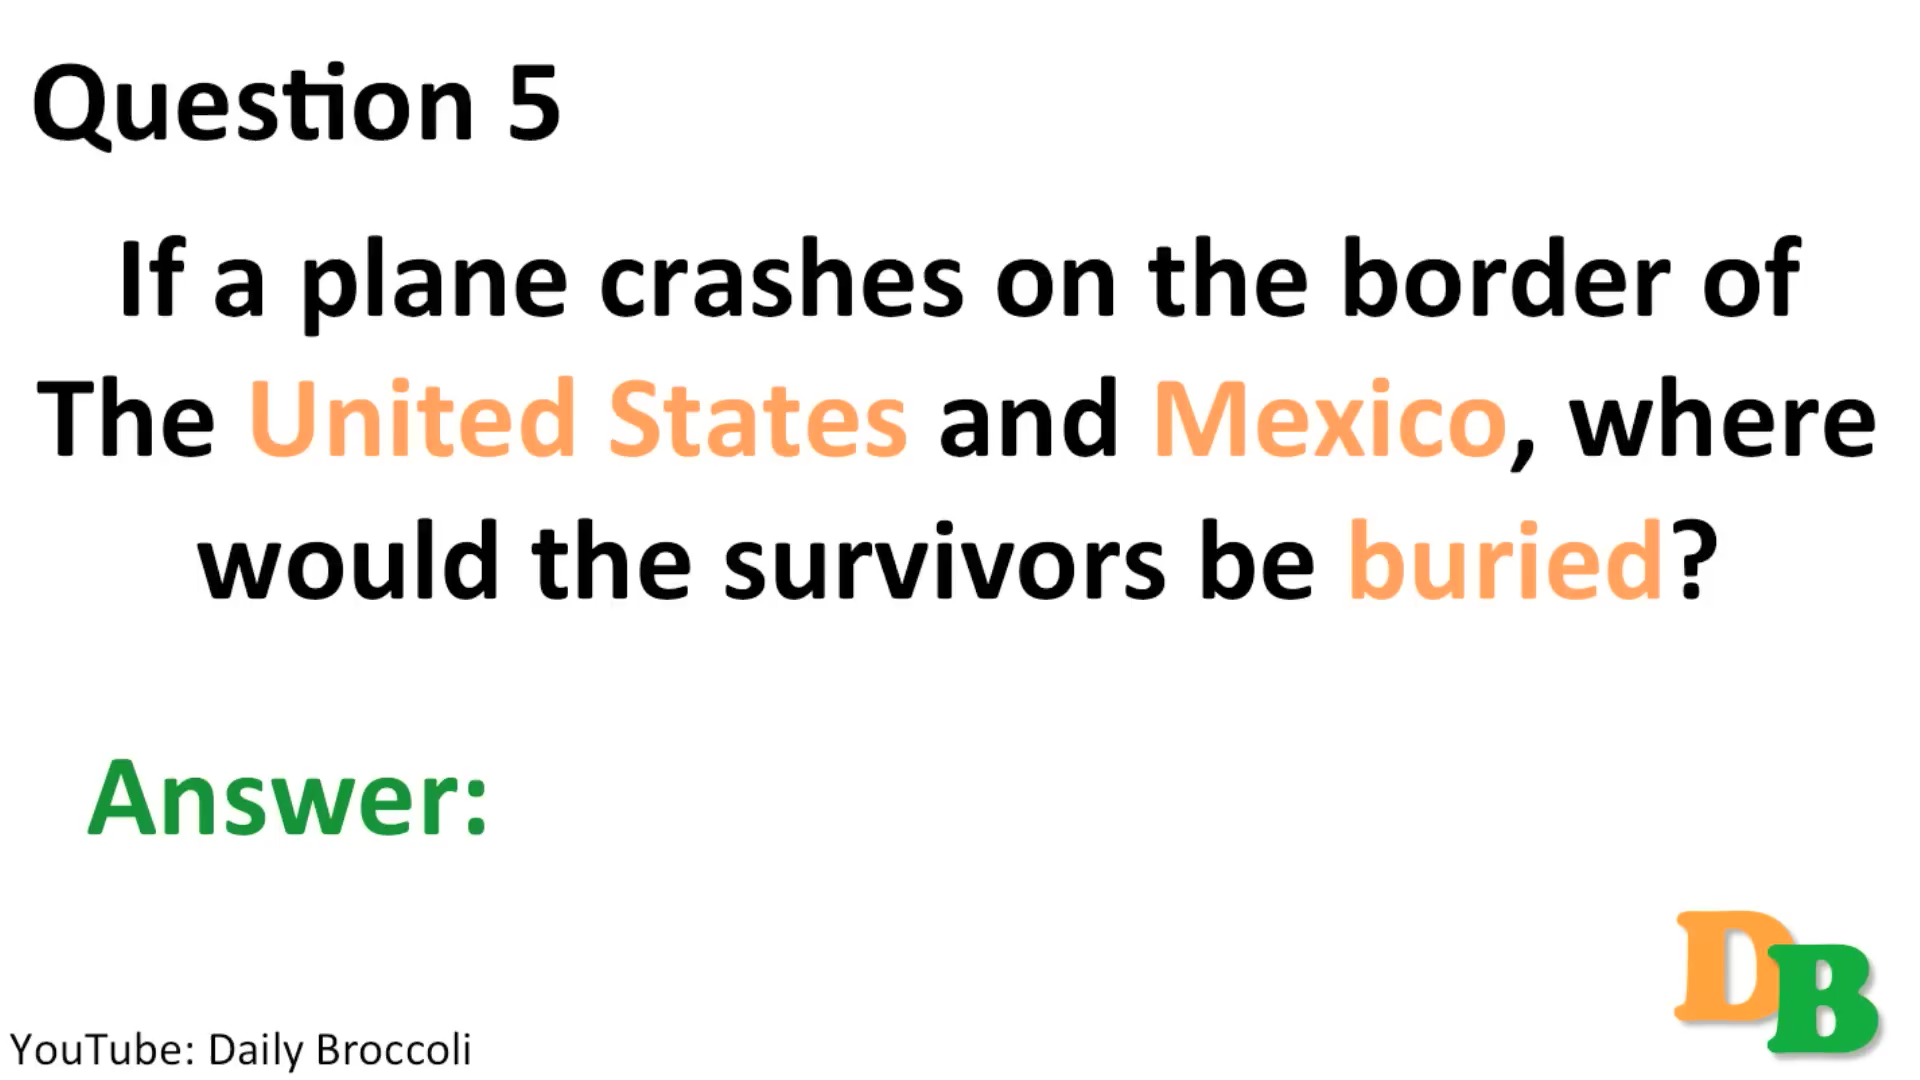 Question 5
If a plane crashes on the border of
The United States and Mexico, where
would the survivors be buried?
Answer:
DB
YouTube: Daily Broccoli